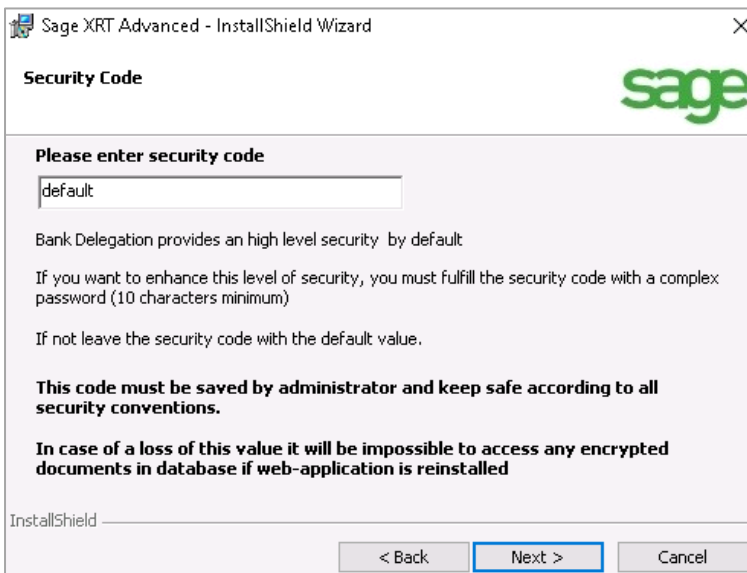 Sage XRT Advanced - InstallShield Wizard
Security Code
sage
Please enter security code
default
Bank Delegation provides an high level security  by default
If you want to enhance this level of security, you must fulfill the security code with a complex
password (10 characters minimum)
If not leave the security code with the default value.
This code must be saved by administrator and keep safe according to all
security conventions.
In case of a loss of this value it will be impossible to access any encrypted
documents in database if web-application is reinstalled
InstallShield
< Back Next > Cancel